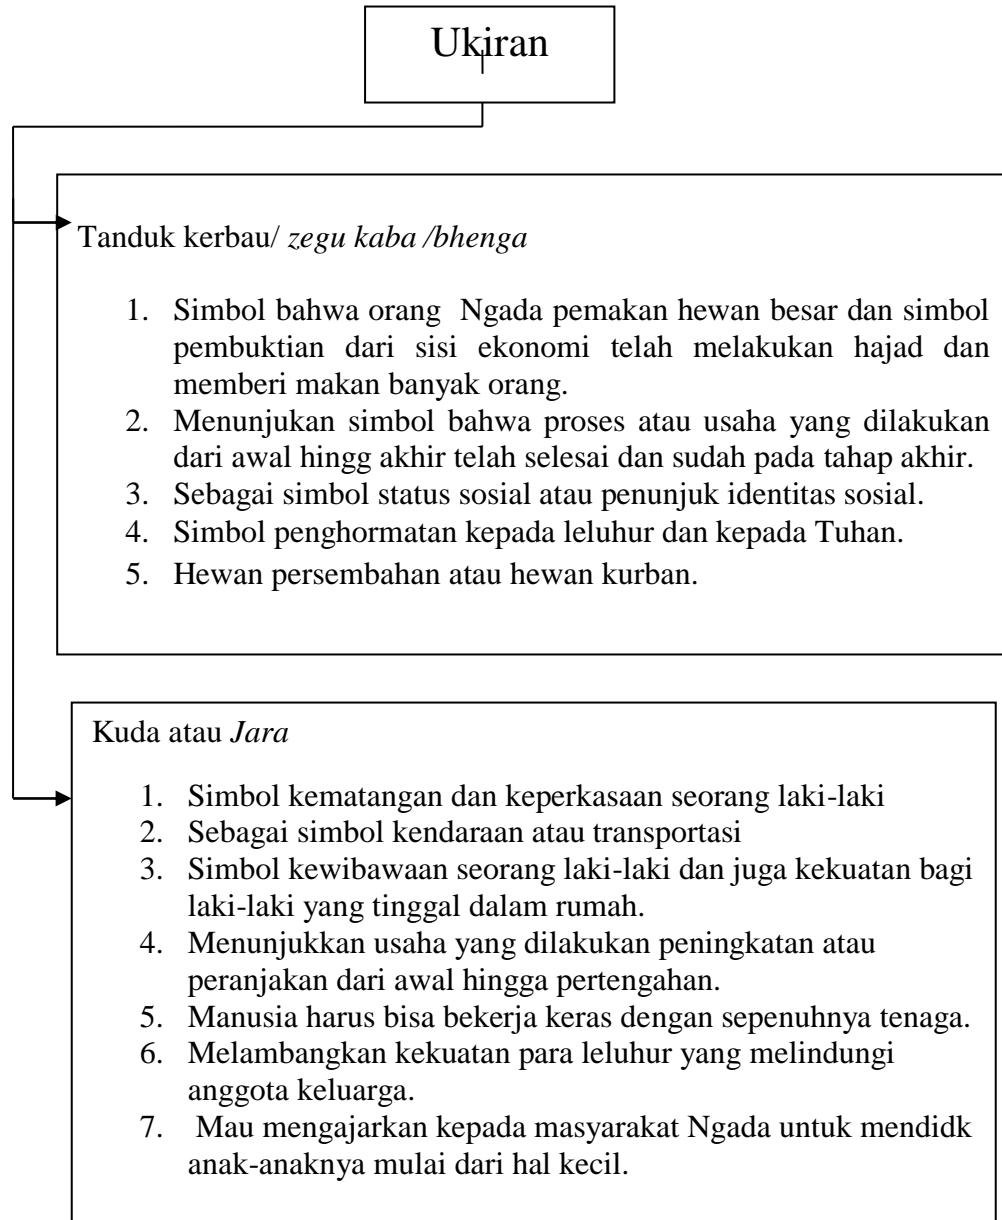 Ukiran
Tanduk kerbau/ zegu kaba /bhenga
1. Simbol bahwa orang Ngada pemakan hewan besar dan simbol
pembuktian dari sisi ekonomi telah melakukan hajad dan
memberi makan banyak orang.
2. Menunjukan simbol bahwa proses atau usaha yang dilakukan
dari awal hingg akhir telah selesai dan sudah pada tahap akhir.
3. Sebagai simbol status sosial atau penunjuk identitas sosial.
4. Simbol penghormatan kepada leluhur dan kepada Tuhan.
5. Hewan persembahan atau hewan kurban.
Kuda atau Jara
1. Simbol kematangan dan keperkasaan seorang laki-laki
2. Sebagai simbol kendaraan atau transportasi
3. Simbol kewibawaan seorang laki-laki dan juga kekuatan bagi
laki-laki yang tinggal dalam rumah.
4. Menunjukkan usaha yang dilakukan peningkatan atau
peranjakan dari awal hingga pertengahan.
5. Manusia harus bisa bekerja keras dengan sepenuhnya tenaga.
6. Melambangkan kekuatan para leluhur yang melindungi
anggota keluarga.
7. Mau mengajarkan kepada masyarakat Ngada untuk mendidk
anak-anaknya mulai dari hal kecil.